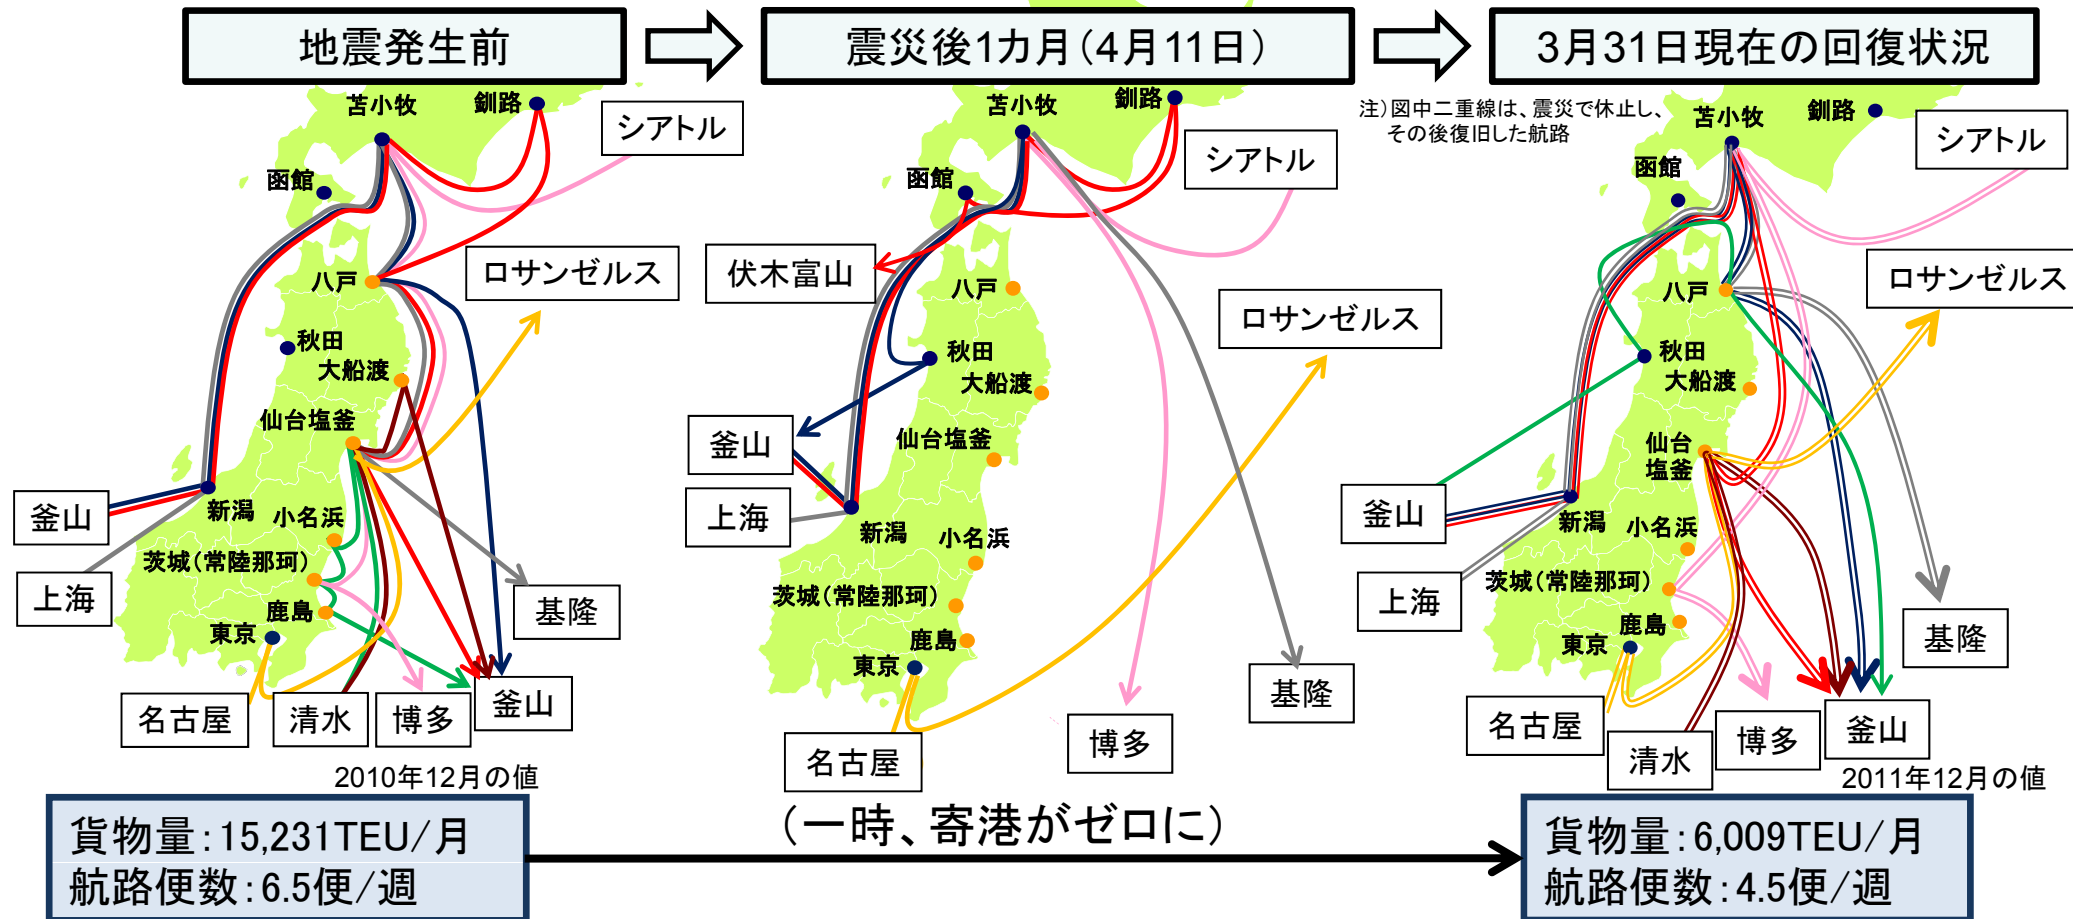 地震発生前
震災後1カ月(4月11日)
3月31日現在の回復状況
苫小牧
釧路
シアトル
函館
ロサンゼルス
八戸
秋田
大船渡
仙台塩釜
釜山
新潟
小名浜
茨城(常陸那珂)
上海
鹿島
東京
基隆
名古屋
清水
博多
釜山
2010年12月の値
貨物量:15,231TEU/月
航路便数:6.5便/週
苫小牧
釧路
シアトル
函館
伏木富山
八戸
ロサンゼルス
秋田
大船渡
釜山
仙台塩釜
上海
新潟
小名浜
茨城(常陸那珂)
鹿島
東京
基隆
名古屋
博多
(一時、寄港がゼロに)
注)図中二重線は、震災で休止し、
その後復旧した航路
苫小牧
釧路
シアトル
函館
ロサンゼルス
八戸
秋田
大船渡
仙台
塩釜
釜山
新潟
小名浜
茨城(常陸那珂)
上海
鹿島
東京
基隆
名古屋
清水
博多
釜山
2011年12月の値
貨物量:6,009TEU/月
航路便数:4.5便/週